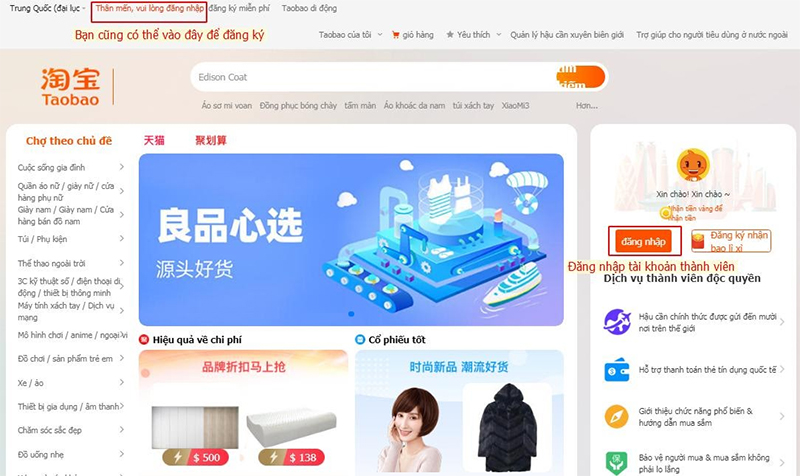 Trung Quốc (đại lục
Thân mến, vui lòng đăng nhập
đăng ký miễn phí
Taobao di động
Bạn cũng có thể vào đây để đăng ký
Taobao của tôi
giỏ hàng
Yêu thích
Quản lý hậu cần xuyên biên giới
Trợ giúp cho người tiêu dùng ở nước ngoài
淘宝
Taobao
Edison Coat
Áo sơ mi voan
Đồng phục bóng chày
tấm màn
Áo khoác da nam
túi xách tay
XiaoMi3
Hơn...
Chợ theo chủ đề
天猫
聚划算
Cuộc sống gia đình
Quần áo nữ / giày nữ / cửa
hàng phụ nữ
Giày nam / Giày nam / Cửa
hàng bán đồ nam
Túi / Phụ kiện
Thể thao ngoài trời
3C kỹ thuật số / điện thoại di
động / thiết bị thông minh
Máy tính xách tay / Dịch vụ
mạng
Mô hình chơi / anime / ngoại vi
Đồ chơi / sản phẩm trẻ em
Xe / áo
Thiết bị gia dụng / âm thanh
Chăm sóc sắc đẹp
Đồ uống nhẹ
良品心选
源头好货
Hiệu quả về chi phí
品牌折扣马上抢
$ 500
$ 138
Cổ phiếu tốt
时尚新品 潮流好货
Xin chào! Xin chào ~
Nhận tiền vàng để
nhận tiền
đăng nhập
Đăng ký nhận
bao lì xì
Đăng nhập tài khoản thành viên
Dịch vụ thành viên độc quyền
Hậu cần chính thức được gửi đến mười
nơi trên thế giới
Hỗ trợ thanh toán thẻ tín dụng quốc tế
Giới thiệu chức năng phổ biến &
hướng dẫn mua sắm
Bảo vệ người mua & mua sắm không
phải lo lắng